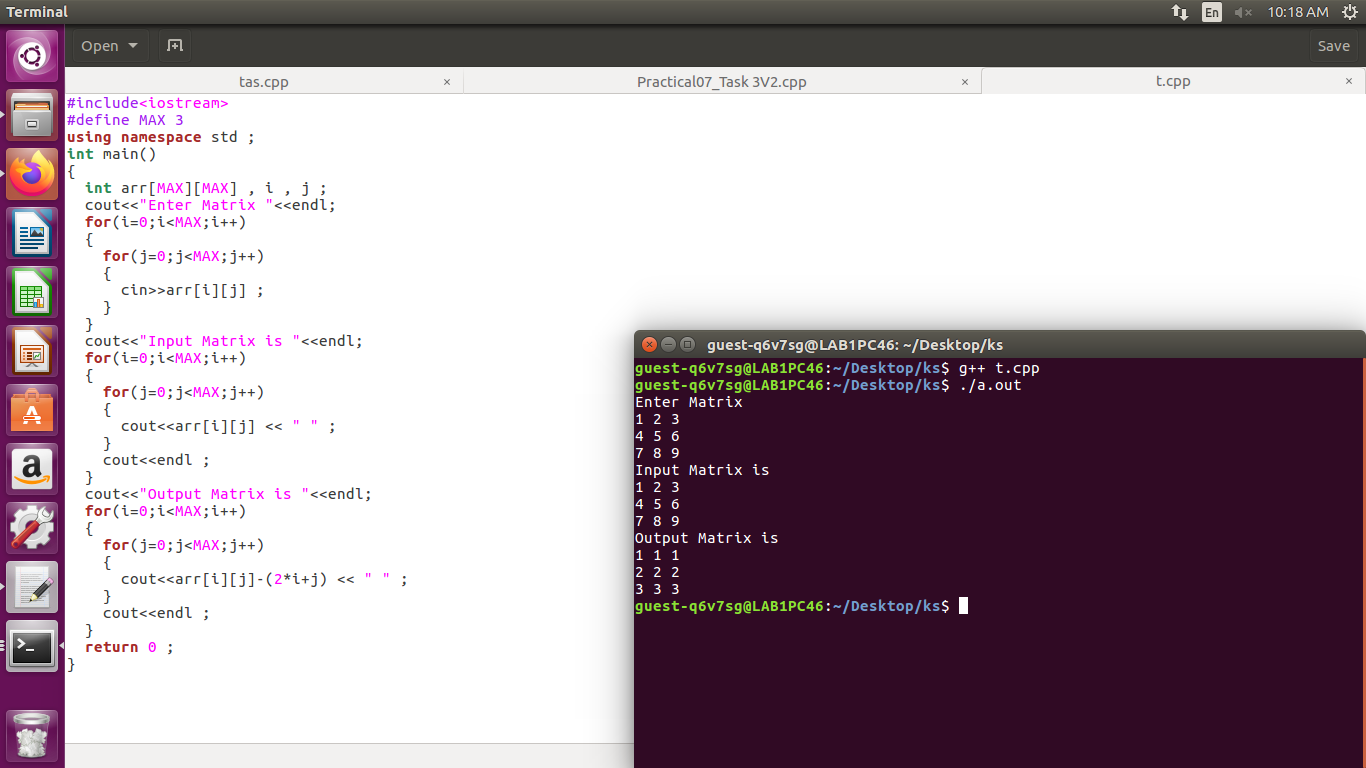 Terminal
En
10:18 AM
Open
Save
tas.cpp ×
Practical07_Task 3V2.cpp ×
t.cpp ×
#include<iostream>
#define MAX 3
using namespace std ;
int main()
{
  int arr[MAX][MAX] , i , j ;
  cout<<"Enter Matrix "<<endl;
  for(i=0;i<MAX;i++)
  {
    for(j=0;j<MAX;j++)
    {
      cin>>arr[i][j] ;
    }
  }
  cout<<"Input Matrix is "<<endl;
  for(i=0;i<MAX;i++)
  {
    for(j=0;j<MAX;j++)
    {
      cout<<arr[i][j] << " " ;
    }
    cout<<endl ;
  }
  cout<<"Output Matrix is "<<endl;
  for(i=0;i<MAX;i++)
  {
    for(j=0;j<MAX;j++)
    {
      cout<<arr[i][j]-(2*i+j) << " " ;
    }
    cout<<endl ;
  }
  return 0 ;
}
guest-q6v7sg@LAB1PC46: ~/Desktop/ks
guest-q6v7sg@LAB1PC46:~/Desktop/ks$ g++ t.cpp
guest-q6v7sg@LAB1PC46:~/Desktop/ks$ ./a.out
Enter Matrix
1 2 3
4 5 6
7 8 9
Input Matrix is
1 2 3
4 5 6
7 8 9
Output Matrix is
1 1 1
2 2 2
3 3 3
guest-q6v7sg@LAB1PC46:~/Desktop/ks$